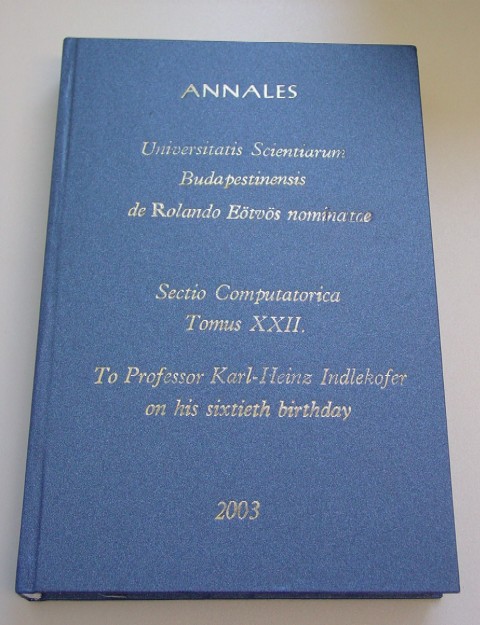 ANNALES
Universitatis Scientiarum
Budapestinensis
de Rolando Eötvös nominatae
Sectio Computatorica
Tomus XXII.
To Professor Karl-Heinz Indlekofer
on his sixtieth birthday
2003